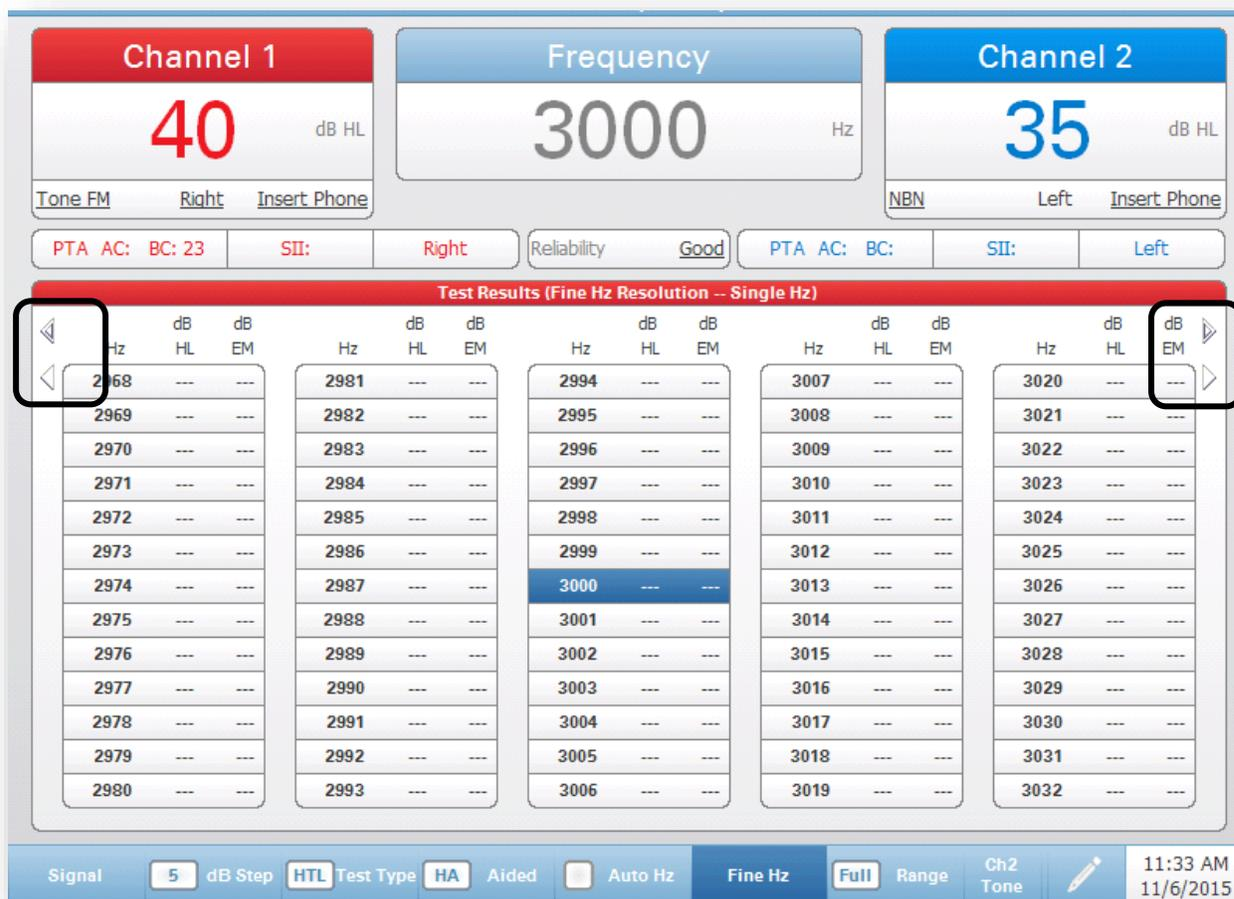 Channel 1 Frequency Channel 2
40 dB HL 3000 Hz 35 dB HL
Tone FM Right Insert Phone NBN Left Insert Phone
PTA AC: BC: 23 SII: Right Reliability Good PTA AC: BC: SII: Left
Test Results (Fine Hz Resolution -- Single Hz)
dB dB dB dB dB dB dB dB dB dB
Hz HL EM Hz HL EM Hz HL EM Hz HL EM Hz HL EM
2968 --- --- 2981 --- --- 2994 --- --- 3007 --- --- 3020 --- ---
2969 --- --- 2982 --- --- 2995 --- --- 3008 --- --- 3021 --- ---
2970 --- --- 2983 --- --- 2996 --- --- 3009 --- --- 3022 --- ---
2971 --- --- 2984 --- --- 2997 --- --- 3010 --- --- 3023 --- ---
2972 --- --- 2985 --- --- 2998 --- --- 3011 --- --- 3024 --- ---
2973 --- --- 2986 --- --- 2999 --- --- 3012 --- --- 3025 --- ---
2974 --- --- 2987 --- --- 3000 --- --- 3013 --- --- 3026 --- ---
2975 --- --- 2988 --- --- 3001 --- --- 3014 --- --- 3027 --- ---
2976 --- --- 2989 --- --- 3002 --- --- 3015 --- --- 3028 --- ---
2977 --- --- 2990 --- --- 3003 --- --- 3016 --- --- 3029 --- ---
2978 --- --- 2991 --- --- 3004 --- --- 3017 --- --- 3030 --- ---
2979 --- --- 2992 --- --- 3005 --- --- 3018 --- --- 3031 --- ---
2980 --- --- 2993 --- --- 3006 --- --- 3019 --- --- 3032 --- ---
Signal 5 dB Step HTL Test Type HA Aided Auto Hz Fine Hz Full Range Ch2 Tone 11:33 AM
11/6/2015